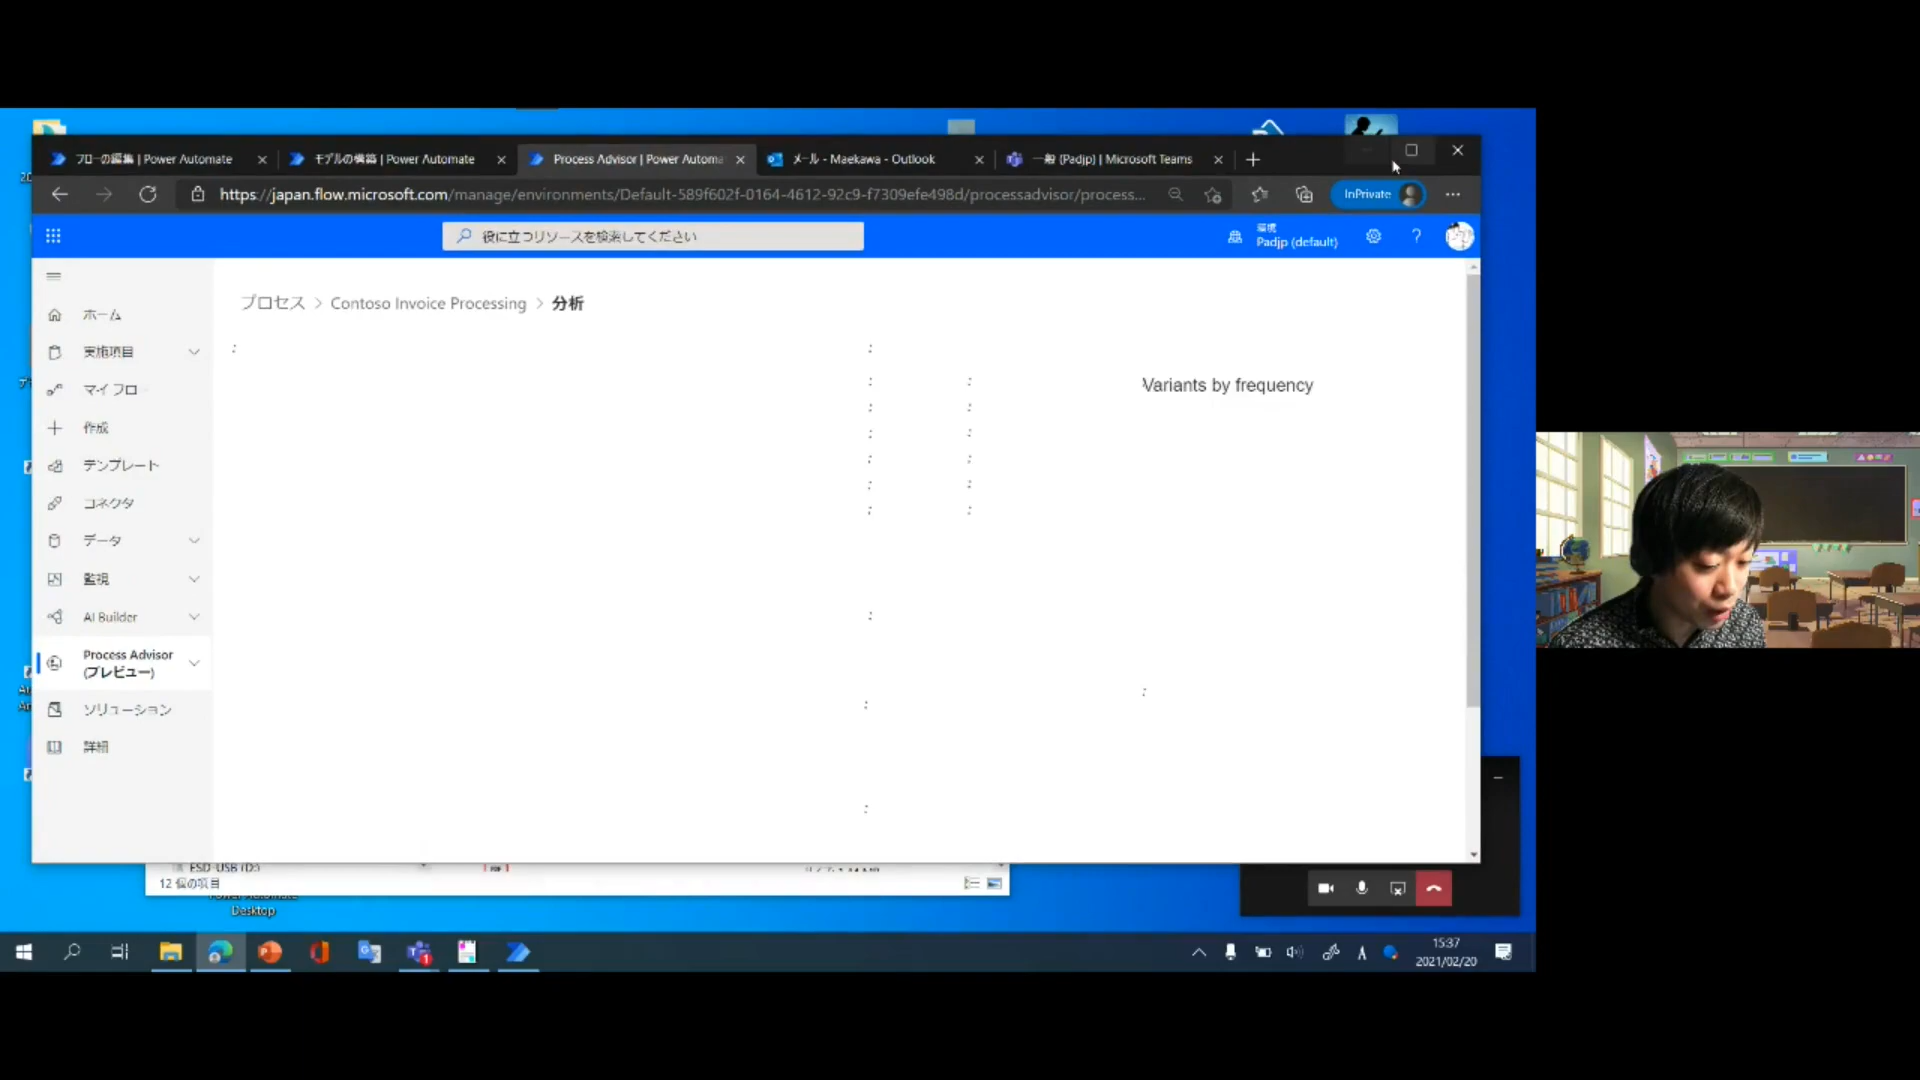 フローの編集 | Power Automate
モデルの構築 | Power Automate
Process Advisor | Power Automa
メール - Maekawa - Outlook
一般 (Padjp) | Microsoft Teams
https://japan.flow.microsoft.com/manage/environments/Default-589f602f-0164-4612-92c9-f7309efe498d/processadvisor/process...
InPrivate
役に立つリソースを検索してください
環境
Padjp (default)
プロセス > Contoso Invoice Processing > 分析
ホーム
実施項目
マイ フロー
作成
テンプレート
コネクタ
データ
監視
AI Builder
Process Advisor
(プレビュー)
ソリューション
詳細
Variants by frequency
ESD-USB (D:)
12 個の項目
Power Automate
Desktop
15:37
2021/02/20